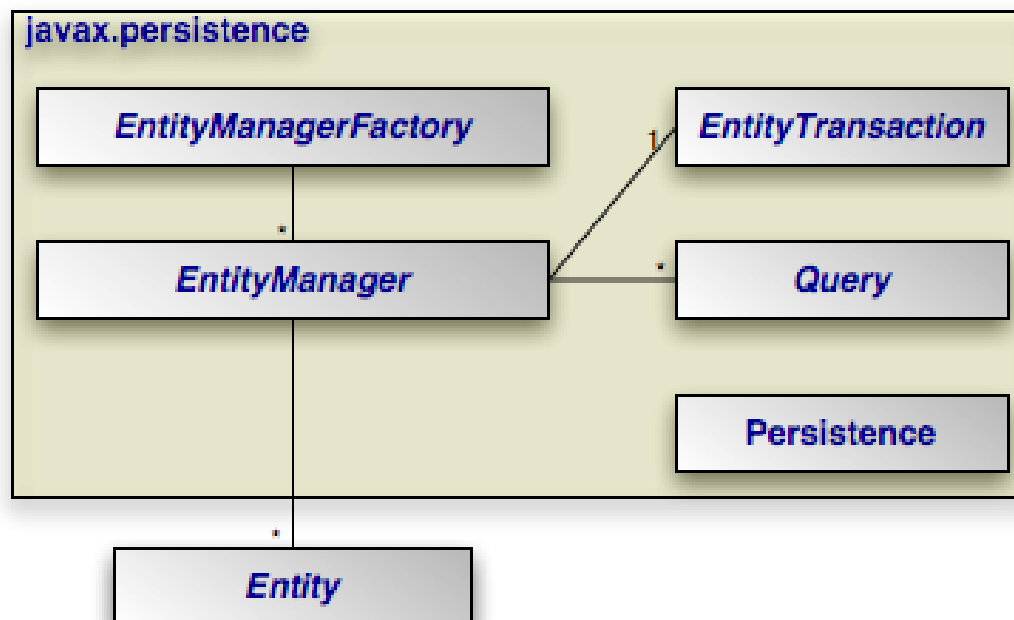 javax.persistence
EntityManagerFactory
EntityTransaction
1
*
EntityManager
*
Query
Persistence
*
Entity